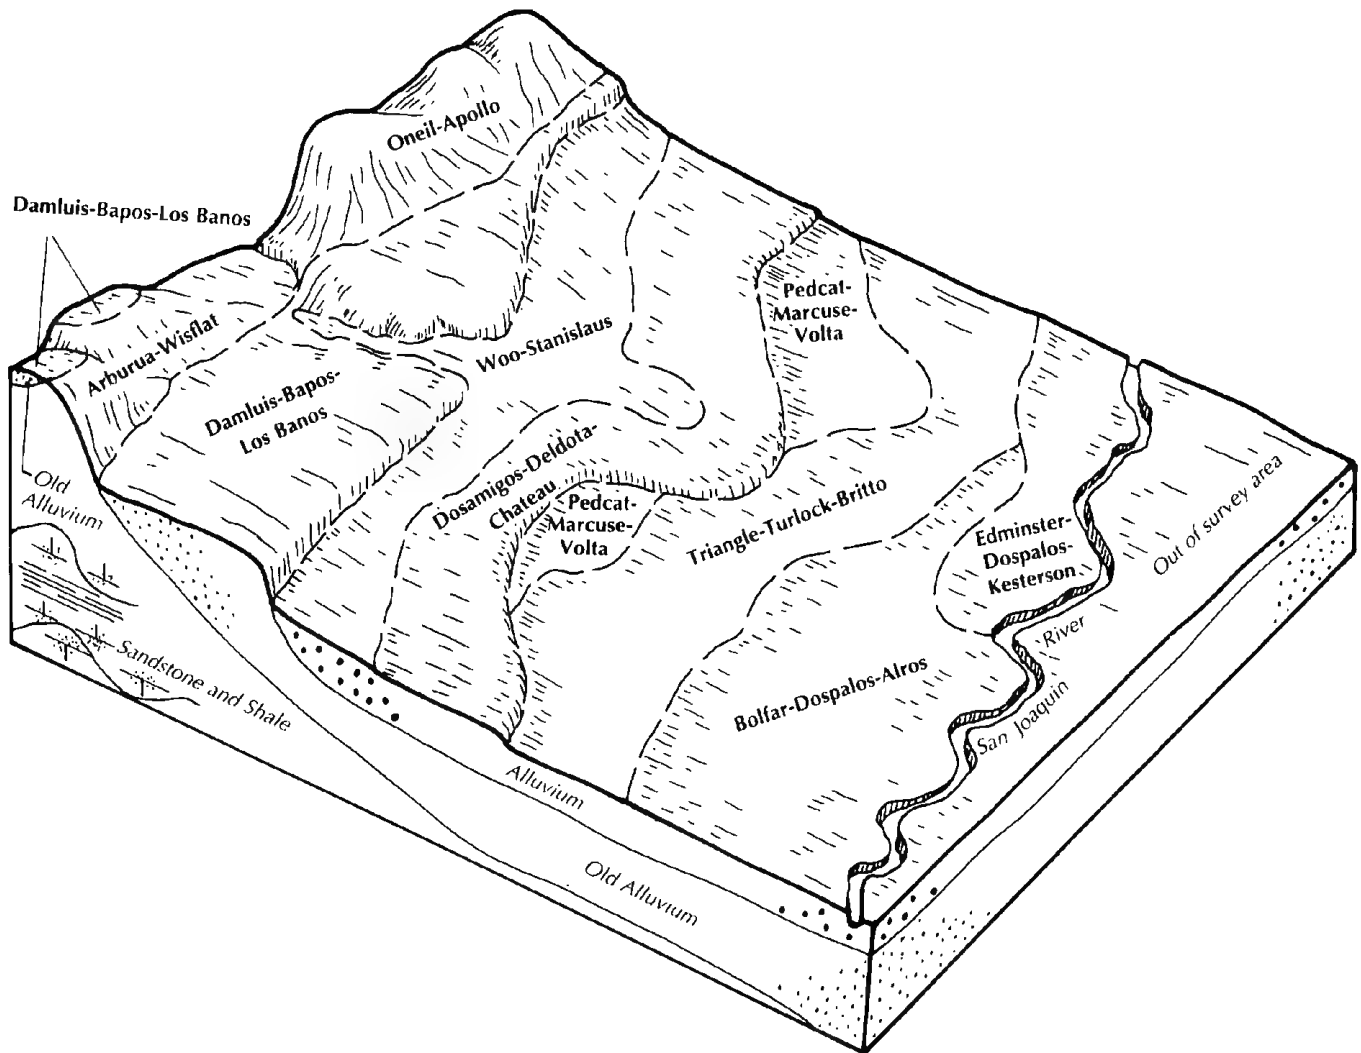 Oneil-Apollo
Damluis-Bapos-Los Banos
Arburua-Wisflat
Damluis-Bapos-
Los Banos
Woo-Stanislaus
Pedcat-
Marcuse-
Volta
Dosamigos-Deldota-
Chateau
Pedcat-
Marcuse-
Volta
Triangle-Turlock-Britto
Edminster-
Dospalos-
Kesterson
Out of survey area
Bolfar-Dospalos-Alros
San Joaquin
River
Old
Alluvium
Sandstone and Shale
Alluvium
Old Alluvium